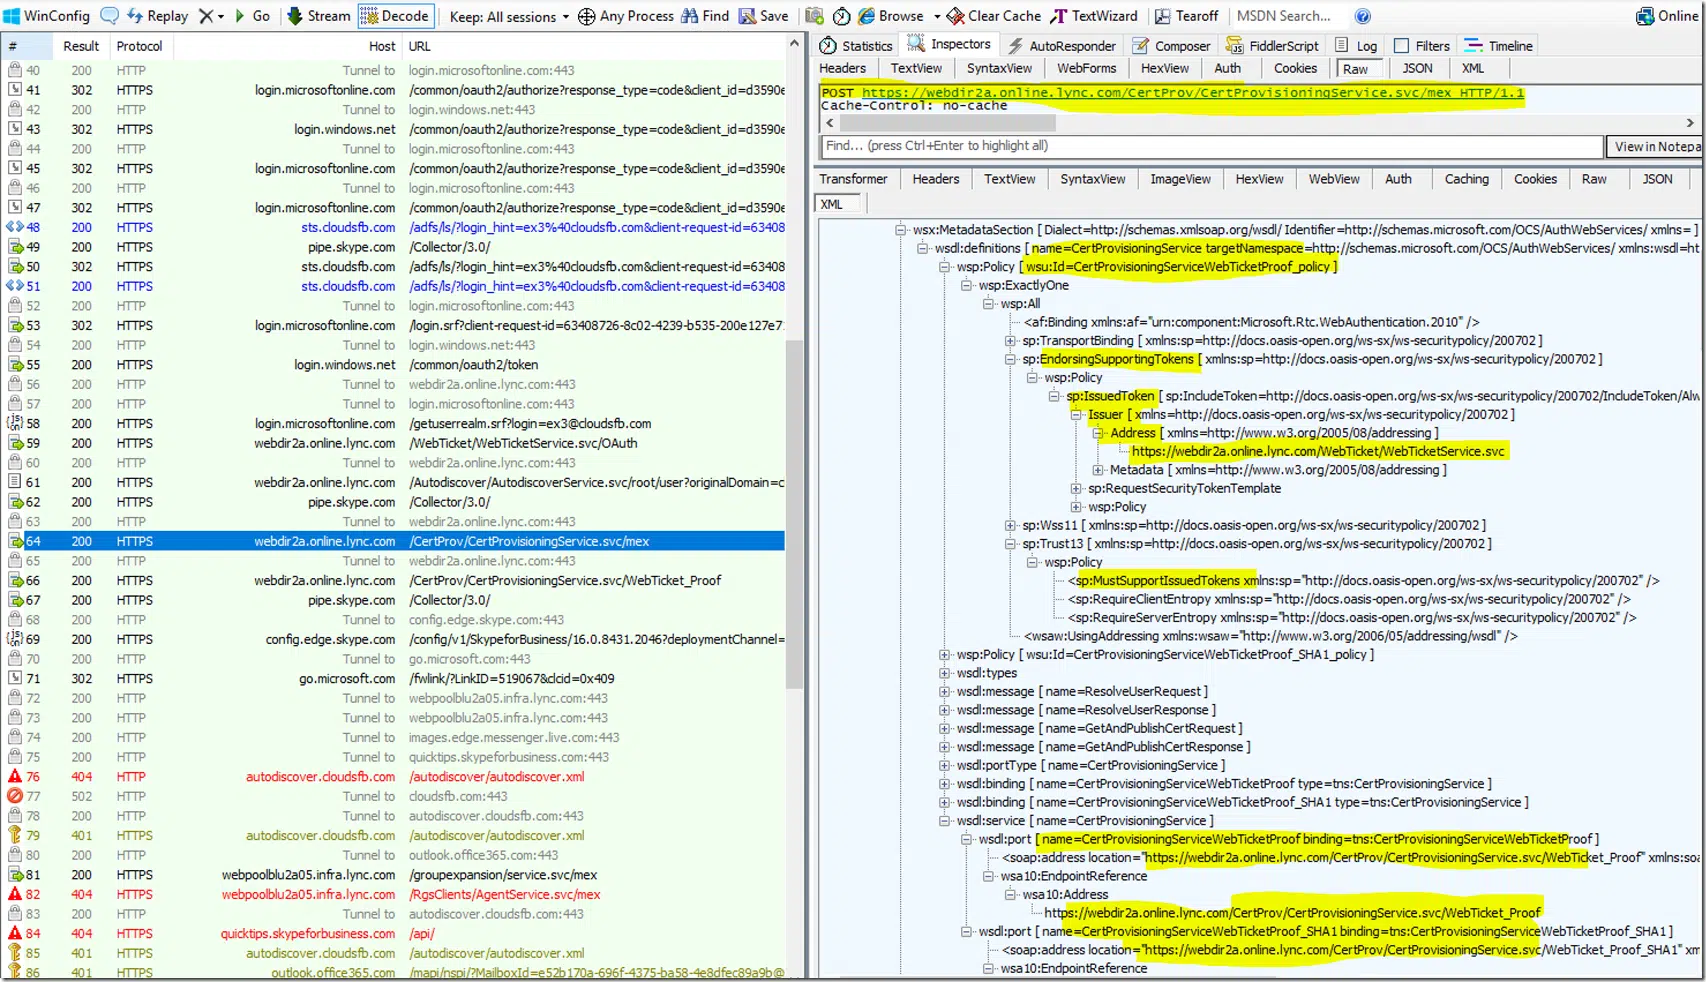 WinConfig Replay X Go Stream Decode Keep: All sessions Any Process Find Save Browse Clear Cache TextWizard Tearoff MSDN Search... Online
# Result Protocol Host URL
40 200 HTTP Tunnel to login.microsoftonline.com:443
41 302 HTTPS login.microsoftonline.com /common/oauth2/authorize?response_type=code&client_id=d3590e
42 200 HTTP Tunnel to login.windows.net:443
43 302 HTTPS login.windows.net /common/oauth2/authorize?response_type=code&client_id=d3590e
44 200 HTTP Tunnel to login.microsoftonline.com:443
45 302 HTTPS login.microsoftonline.com /common/oauth2/authorize?response_type=code&client_id=d3590e
46 200 HTTP Tunnel to login.microsoftonline.com:443
47 302 HTTPS login.microsoftonline.com /common/oauth2/authorize?response_type=code&client_id=d3590e
48 200 HTTPS sts.cloudsfb.com /adfs/ls/?login_hint=ex3%40cloudsfb.com&client-request-id=63408
49 200 HTTPS pipe.skype.com /Collector/3.0/
50 200 HTTPS sts.cloudsfb.com /adfs/ls/?login_hint=ex3%40cloudsfb.com&client-request-id=63408
51 200 HTTPS sts.cloudsfb.com /adfs/ls/?login_hint=ex3%40cloudsfb.com&client-request-id=63408
52 200 HTTP Tunnel to login.microsoftonline.com:443
53 302 HTTPS login.microsoftonline.com /login.srf?client-request-id=63408726-8c02-4239-b535-200e127e7
54 200 HTTP Tunnel to login.windows.net:443
55 200 HTTPS login.windows.net /common/oauth2/token
56 200 HTTP Tunnel to webdir2a.online.lync.com:443
57 200 HTTP Tunnel to login.microsoftonline.com:443
58 200 HTTPS login.microsoftonline.com /getuserrealm.srf?login=ex3@cloudsfb.com
59 200 HTTPS webdir2a.online.lync.com /WebTicket/WebTicketService.svc/OAuth
60 200 HTTP Tunnel to webdir2a.online.lync.com:443
61 200 HTTPS webdir2a.online.lync.com /Autodiscover/AutodiscoverService.svc/root/user?originalDomain=c
62 200 HTTPS pipe.skype.com /Collector/3.0/
63 200 HTTP Tunnel to webdir2a.online.lync.com:443
64 200 HTTPS webdir2a.online.lync.com /CertProv/CertProvisioningService.svc/mex
65 200 HTTP Tunnel to webdir2a.online.lync.com:443
66 200 HTTPS webdir2a.online.lync.com /CertProv/CertProvisioningService.svc/WebTicket_Proof
67 200 HTTPS pipe.skype.com /Collector/3.0/
68 200 HTTP Tunnel to config.edge.skype.com:443
69 200 HTTPS config.edge.skype.com /config/v1/SkypeforBusiness/16.0.8431.2046?deploymentChannel=
70 200 HTTP Tunnel to go.microsoft.com:443
71 302 HTTPS go.microsoft.com /fwlink/?LinkID=519067&clcid=0x409
72 200 HTTP Tunnel to webpoolblu2a05.infra.lync.com:443
73 200 HTTP Tunnel to webpoolblu2a05.infra.lync.com:443
74 200 HTTP Tunnel to images.edge.messenger.live.com:443
75 200 HTTP Tunnel to quicktips.skypeforbusiness.com:443
76 404 HTTP autodiscover.cloudsfb.com /autodiscover/autodiscover.xml
77 502 HTTP Tunnel to cloudsfb.com:443
78 200 HTTP Tunnel to autodiscover.cloudsfb.com:443
79 401 HTTPS autodiscover.cloudsfb.com /autodiscover/autodiscover.xml
80 200 HTTP Tunnel to outlook.office365.com:443
81 200 HTTPS webpoolblu2a05.infra.lync.com /groupexpansion/service.svc/mex
82 404 HTTPS webpoolblu2a05.infra.lync.com /RgsClients/AgentService.svc/mex
83 200 HTTP Tunnel to autodiscover.cloudsfb.com:443
84 404 HTTPS quicktips.skypeforbusiness.com /api/
85 401 HTTPS autodiscover.cloudsfb.com /autodiscover/autodiscover.xml
86 401 HTTPS outlook.office365.com /mapi/nspi/?MailboxId=e52b170a-696f-4375-ba58-4e8dfec89a9b@
Statistics Inspectors AutoResponder Composer FiddlerScript Log Filters Timeline
Headers TextView SyntaxView WebForms HexView Auth Cookies Raw JSON XML
POST https://webdir2a.online.lync.com/CertProv/CertProvisioningService.svc/mex HTTP/1.1
Cache-Control: no-cache
Find... (press Ctrl+Enter to highlight all) View in Notepa
Transformer Headers TextView SyntaxView ImageView HexView WebView Auth Caching Cookies Raw JSON
XML
wsx:MetadataSection [ Dialect=http://schemas.xmlsoap.org/wsdl/ Identifier=http://schemas.microsoft.com/OCS/AuthWebServices/ xmlns= ]
wsdl:definitions [ name=CertProvisioningService targetNamespace=http://schemas.microsoft.com/OCS/AuthWebServices/ xmlns:wsdl=ht
wsp:Policy [ wsu:Id=CertProvisioningServiceWebTicketProof_policy ]
wsp:ExactlyOne
wsp:All
<af:Binding xmlns:af="urn:component:Microsoft.Rtc.WebAuthentication.2010" />
sp:TransportBinding [ xmlns:sp=http://docs.oasis-open.org/ws-sx/ws-securitypolicy/200702 ]
sp:EndorsingSupportingTokens [ xmlns:sp=http://docs.oasis-open.org/ws-sx/ws-securitypolicy/200702 ]
wsp:Policy
sp:IssuedToken [ sp:IncludeToken=http://docs.oasis-open.org/ws-sx/ws-securitypolicy/200702/IncludeToken/Alw
Issuer [ xmlns=http://docs.oasis-open.org/ws-sx/ws-securitypolicy/200702 ]
Address [ xmlns=http://www.w3.org/2005/08/addressing ]
https://webdir2a.online.lync.com/WebTicket/WebTicketService.svc
Metadata [ xmlns=http://www.w3.org/2005/08/addressing ]
sp:RequestSecurityTokenTemplate
wsp:Policy
sp:Wss11 [ xmlns:sp=http://docs.oasis-open.org/ws-sx/ws-securitypolicy/200702 ]
sp:Trust13 [ xmlns:sp=http://docs.oasis-open.org/ws-sx/ws-securitypolicy/200702 ]
wsp:Policy
<sp:MustSupportIssuedTokens xmlns:sp="http://docs.oasis-open.org/ws-sx/ws-securitypolicy/200702" />
<sp:RequireClientEntropy xmlns:sp="http://docs.oasis-open.org/ws-sx/ws-securitypolicy/200702" />
<sp:RequireServerEntropy xmlns:sp="http://docs.oasis-open.org/ws-sx/ws-securitypolicy/200702" />
<wsaw:UsingAddressing xmlns:wsaw="http://www.w3.org/2006/05/addressing/wsdl" />
wsp:Policy [ wsu:Id=CertProvisioningServiceWebTicketProof_SHA1_policy ]
wsdl:types
wsdl:message [ name=ResolveUserRequest ]
wsdl:message [ name=ResolveUserResponse ]
wsdl:message [ name=GetAndPublishCertRequest ]
wsdl:message [ name=GetAndPublishCertResponse ]
wsdl:portType [ name=CertProvisioningService ]
wsdl:binding [ name=CertProvisioningServiceWebTicketProof type=tns:CertProvisioningService ]
wsdl:binding [ name=CertProvisioningServiceWebTicketProof_SHA1 type=tns:CertProvisioningService ]
wsdl:service [ name=CertProvisioningService ]
wsdl:port [ name=CertProvisioningServiceWebTicketProof binding=tns:CertProvisioningServiceWebTicketProof ]
<soap:address location="https://webdir2a.online.lync.com/CertProv/CertProvisioningService.svc/WebTicket_Proof" xmlns:soa
wsa10:EndpointReference
wsa10:Address
https://webdir2a.online.lync.com/CertProv/CertProvisioningService.svc/WebTicket_Proof
wsdl:port [ name=CertProvisioningServiceWebTicketProof_SHA1 binding=tns:CertProvisioningServiceWebTicketProof_SHA1 ]
<soap:address location="https://webdir2a.online.lync.com/CertProv/CertProvisioningService.svc/WebTicket_Proof_SHA1" xm
wsa10:EndpointReference